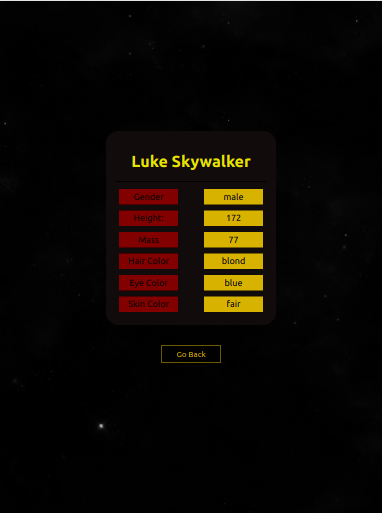 Luke Skywalker
Gender male
Height: 172
Mass 77
Hair Color blond
Eye Color blue
Skin Color fair
Go Back